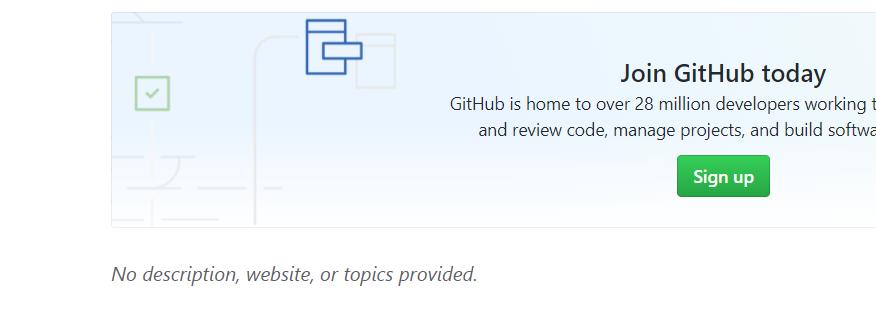 Join GitHub today
GitHub is home to over 28 million developers working
and review code, manage projects, and build
Sign up
No description, website, or topics provided.